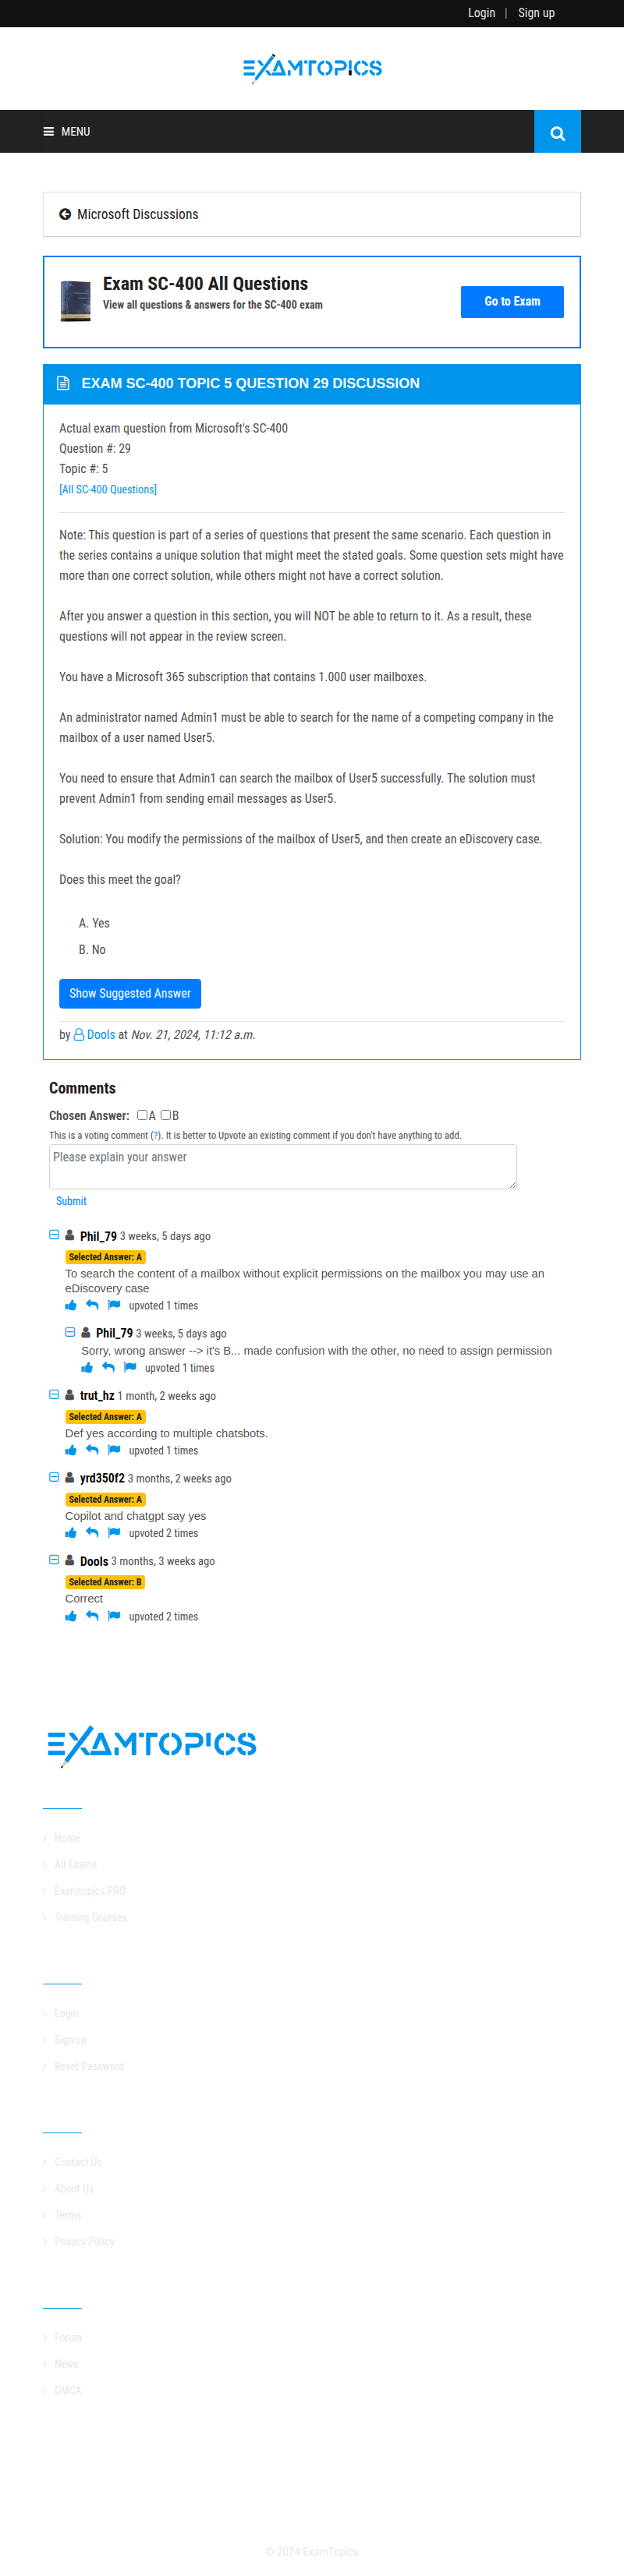 Login | Sign up
EXAMTOPICS
MENU
Microsoft Discussions
Exam SC-400 All Questions
View all questions & answers for the SC-400 exam
Go to Exam
EXAM SC-400 TOPIC 5 QUESTION 29 DISCUSSION
Actual exam question from Microsoft's SC-400
Question #: 29
Topic #: 5
[All SC-400 Questions]
Note: This question is part of a series of questions that present the same scenario. Each question in
the series contains a unique solution that might meet the stated goals. Some question sets might have
more than one correct solution, while others might not have a correct solution.
After you answer a question in this section, you will NOT be able to return to it. As a result, these
questions will not appear in the review screen.
You have a Microsoft 365 subscription that contains 1.000 user mailboxes.
An administrator named Admin1 must be able to search for the name of a competing company in the
mailbox of a user named User5.
You need to ensure that Admin1 can search the mailbox of User5 successfully. The solution must
prevent Admin1 from sending email messages as User5.
Solution: You modify the permissions of the mailbox of User5, and then create an eDiscovery case.
Does this meet the goal?
A. Yes
B. No
Show Suggested Answer
by Dools at Nov. 21, 2024, 11:12 a.m.
Comments
Chosen Answer: A B
This is a voting comment (?). It is better to Upvote an existing comment if you don't have anything to add.
Please explain your answer
Submit
Phil_79 3 weeks, 5 days ago
Selected Answer: A
To search the content of a mailbox without explicit permissions on the mailbox you may use an
eDiscovery case
upvoted 1 times
Phil_79 3 weeks, 5 days ago
Sorry, wrong answer --> it's B... made confusion with the other, no need to assign permission
upvoted 1 times
trut_hz 1 month, 2 weeks ago
Selected Answer: A
Def yes according to multiple chatsbots.
upvoted 1 times
yrd350f2 3 months, 2 weeks ago
Selected Answer: A
Copilot and chatgpt say yes
upvoted 2 times
Dools 3 months, 3 weeks ago
Selected Answer: B
Correct
upvoted 2 times
EXAMTOPICS
Home
All Exams
Examtopics PRO
Training Courses
Login
Sign up
Reset Password
Contact Us
About Us
Terms
Privacy Policy
Forum
News
DMCA
© 2024 ExamTopics